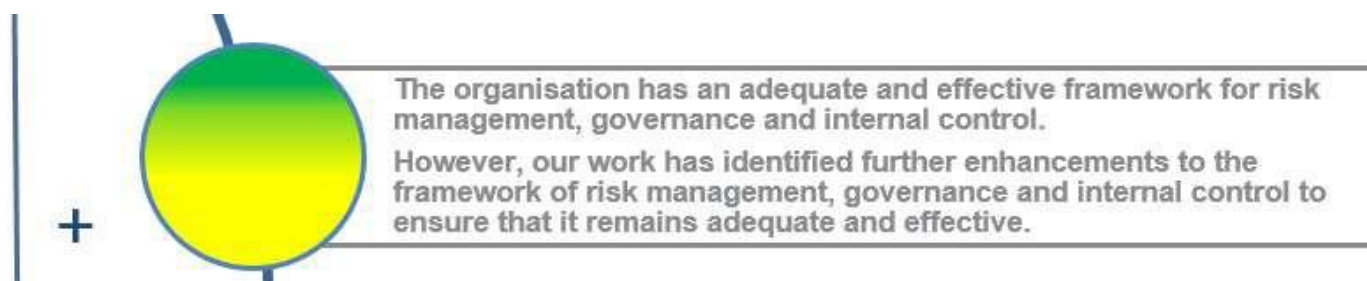 The organisation has an adequate and effective framework for risk
management, governance and internal control.
However, our work has identified further enhancements to the
framework of risk management, governance and internal control to
ensure that it remains adequate and effective.
+